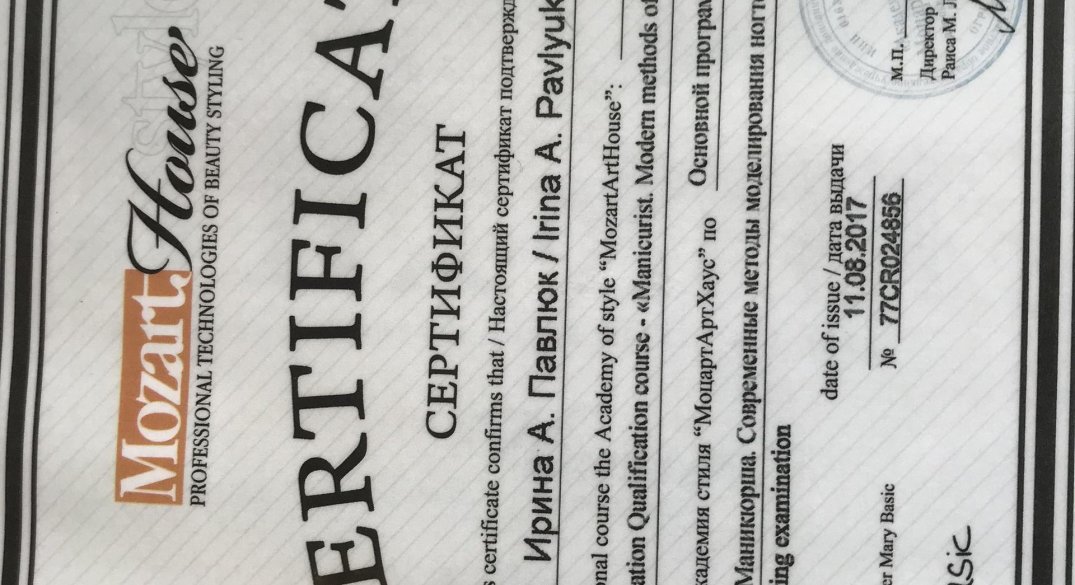 style
Mozart House
PROFESSIONAL TECHNOLOGIES OF BEAUTY STYLING
ERTIFICAT
СЕРТИФИКАТ
s certificate confirms that / Настоящий сертификат подтвержд
Ирина А. Павлюк / Irina A. Pavlyuk
onal course the Academy of style “MozartArtHouse”:
ation Qualification course - «Manicurist. Modern methods of
кадемия стиля “МоцартАртХаус” по Основной програм
Маникюрша. Современные методы моделирования ногт
ing examination
date of issue / дата выдачи
11.08.2017
№ 77CR024856
er Mary Basic
М.П.
Директор
Раиса М. Л